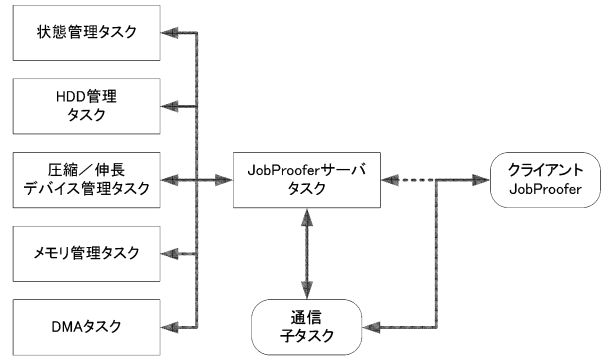 状態管理タスク
HDD管理
タスク
圧縮／伸長
デバイス管理タスク
メモリ管理タスク
DMAタスク
JobProoferサーバ
タスク
通信
子タスク
クライアント
JobProofer